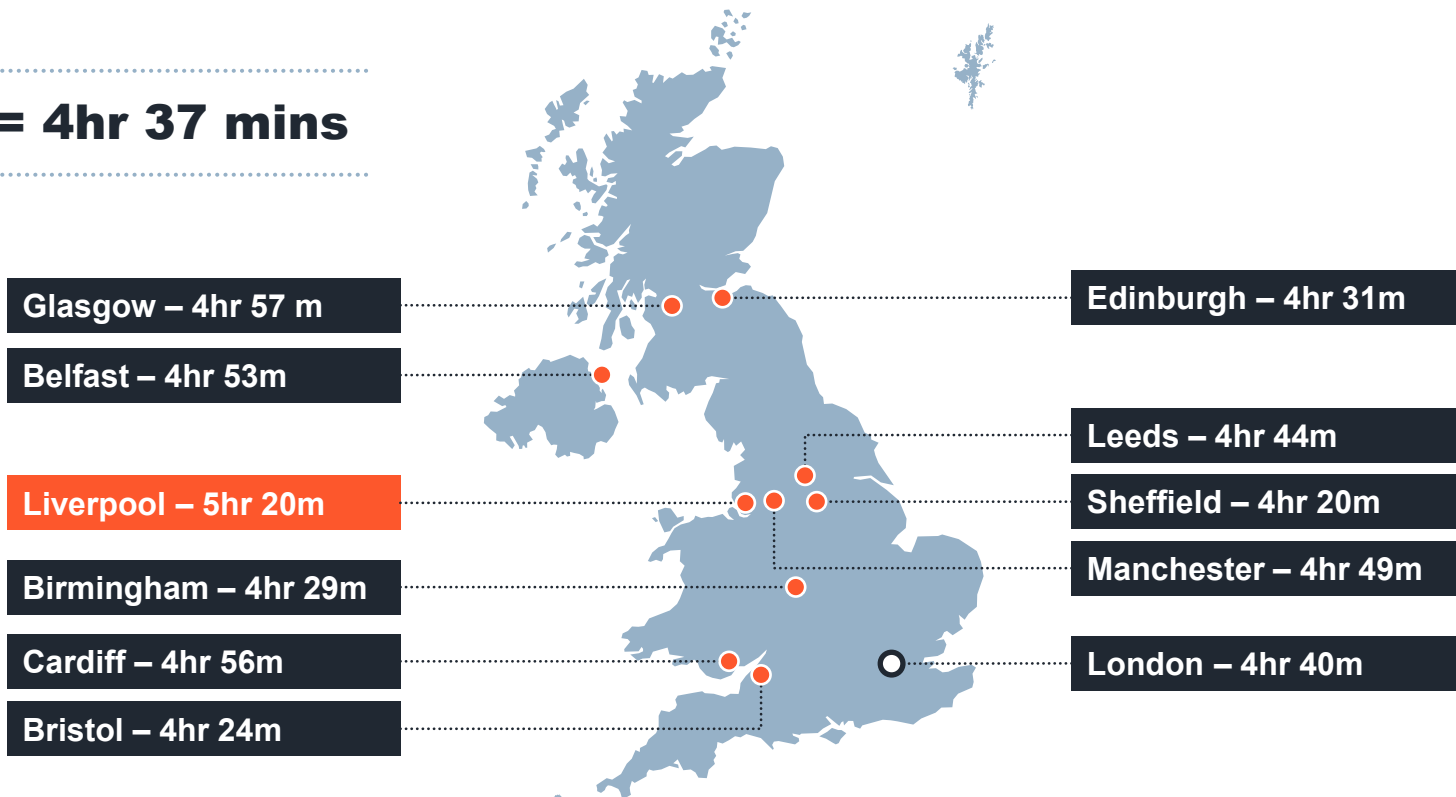 = 4hr 37 mins
Glasgow – 4hr 57 m
Belfast – 4hr 53m
Liverpool – 5hr 20m
Birmingham – 4hr 29m
Cardiff – 4hr 56m
Bristol – 4hr 24m
Edinburgh – 4hr 31m
Leeds – 4hr 44m
Sheffield – 4hr 20m
Manchester – 4hr 49m
London – 4hr 40m